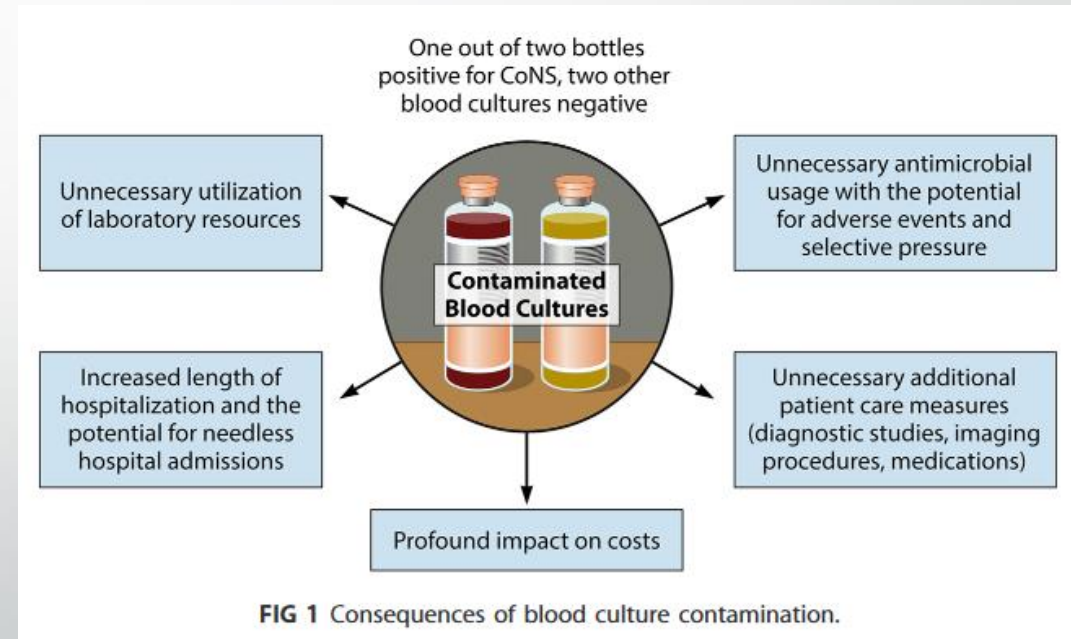 One out of two bottles
positive for CoNS, two other
blood cultures negative
Unnecessary utilization
of laboratory resources
Unnecessary antimicrobial
usage with the potential
for adverse events and
selective pressure
Contaminated
Blood Cultures
Increased length of
hospitalization and the
potential for needless
hospital admissions
Unnecessary additional
patient care measures
(diagnostic studies, imaging
procedures, medications)
Profound impact on costs
FIG 1 Consequences of blood culture contamination.